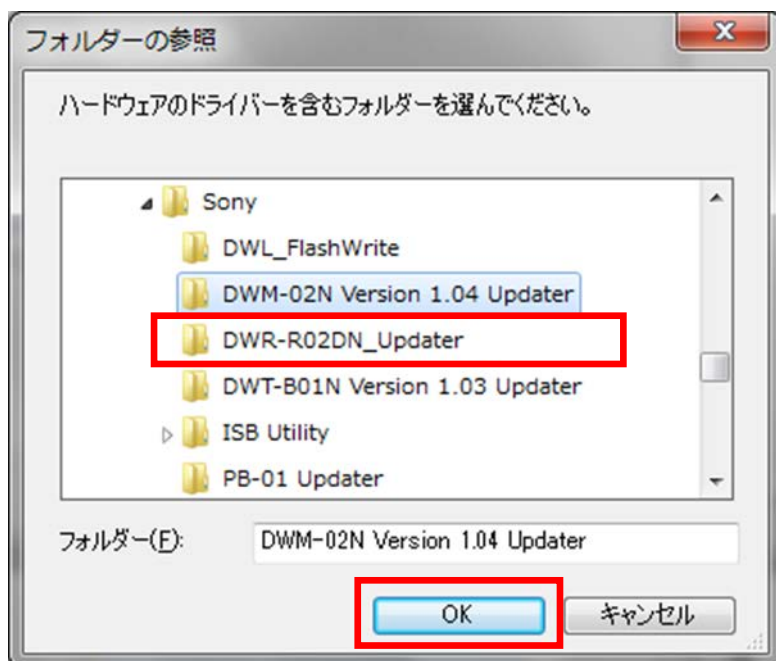 フォルダーの参照
ハードウェアのドライバーを含むフォルダーを選んでください。
Sony
DWL_FlashWrite
DWM-02N Version 1.04 Updater
DWR-R02DN_Updater
DWT-B01N Version 1.03 Updater
ISB Utility
PB-01 Updater
フォルダー(F): DWM-02N Version 1.04 Updater
OK キャンセル